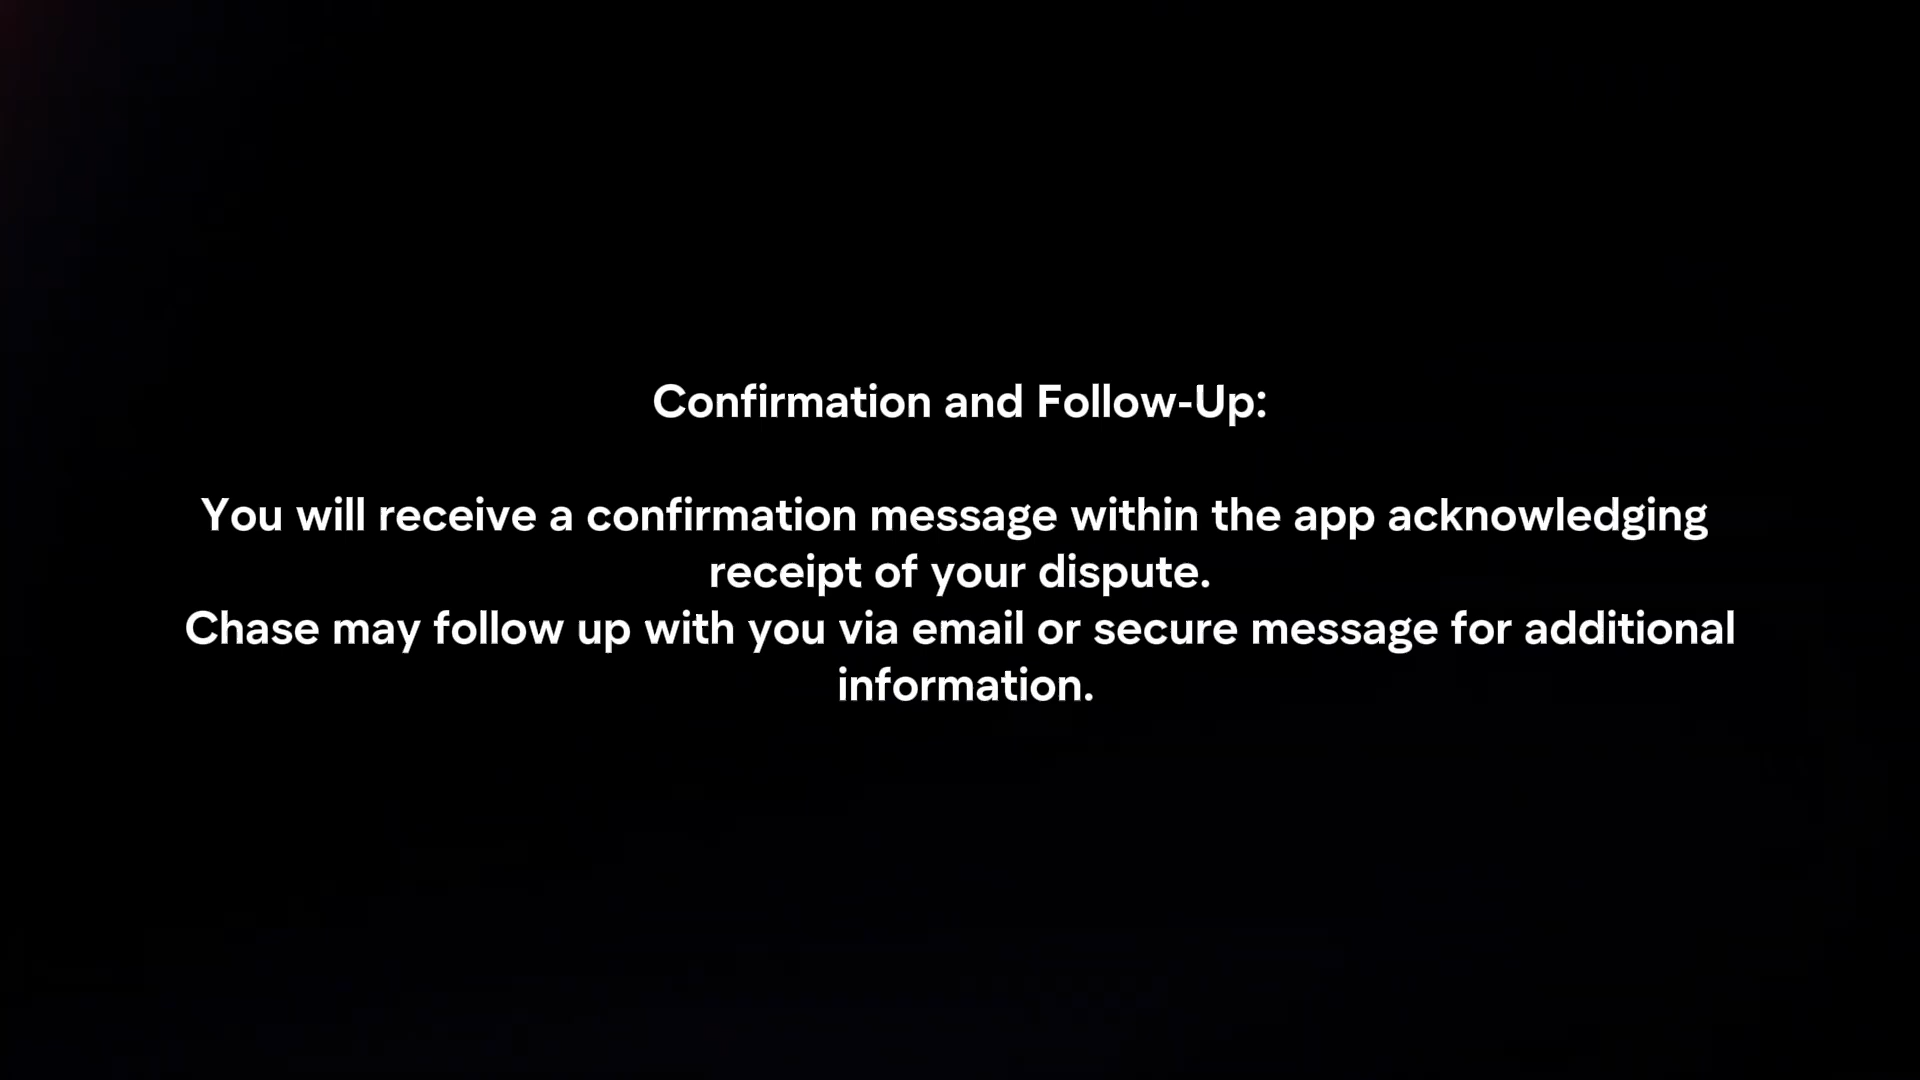 Confirmation and Follow-Up:
You will receive a confirmation message within the app acknowledging
receipt of your dispute.
Chase may follow up with you via email or secure message for additional
information.